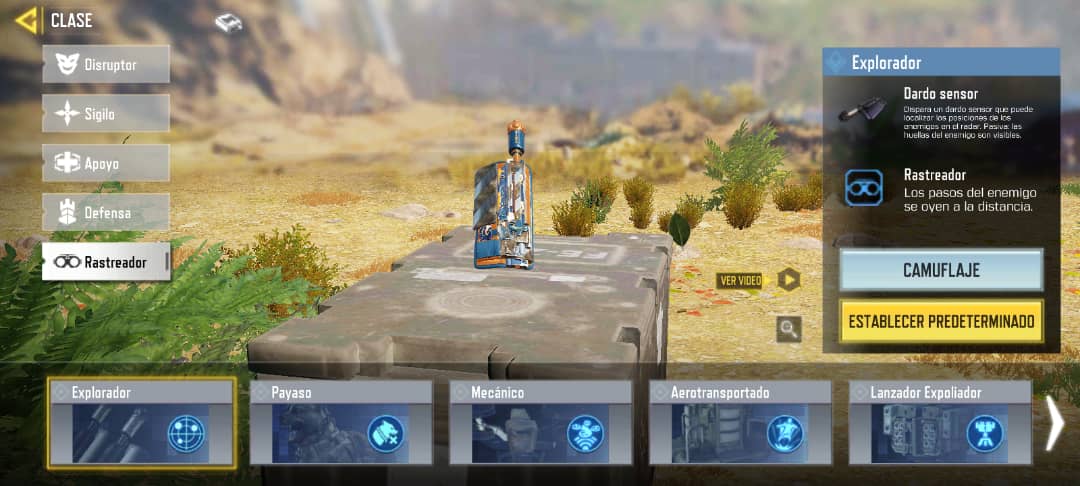 CLASE
Disruptor
Sigilo
Apoyo
Defensa
Rastreador
Explorador
Dardo sensor
Dispara un dardo sensor que puede
localizar los posiciones de los
enemigos en el radar. Pasiva: las
huellas del enemigo son visibles.
Rastreador
Los pasos del enemigo
se oyen a la distancia.
VER VIDEO
CAMUFLAJE
ESTABLECER PREDETERMINADO
Explorador
Payaso
Mecánico
Aerotransportado
Lanzador Expoliador